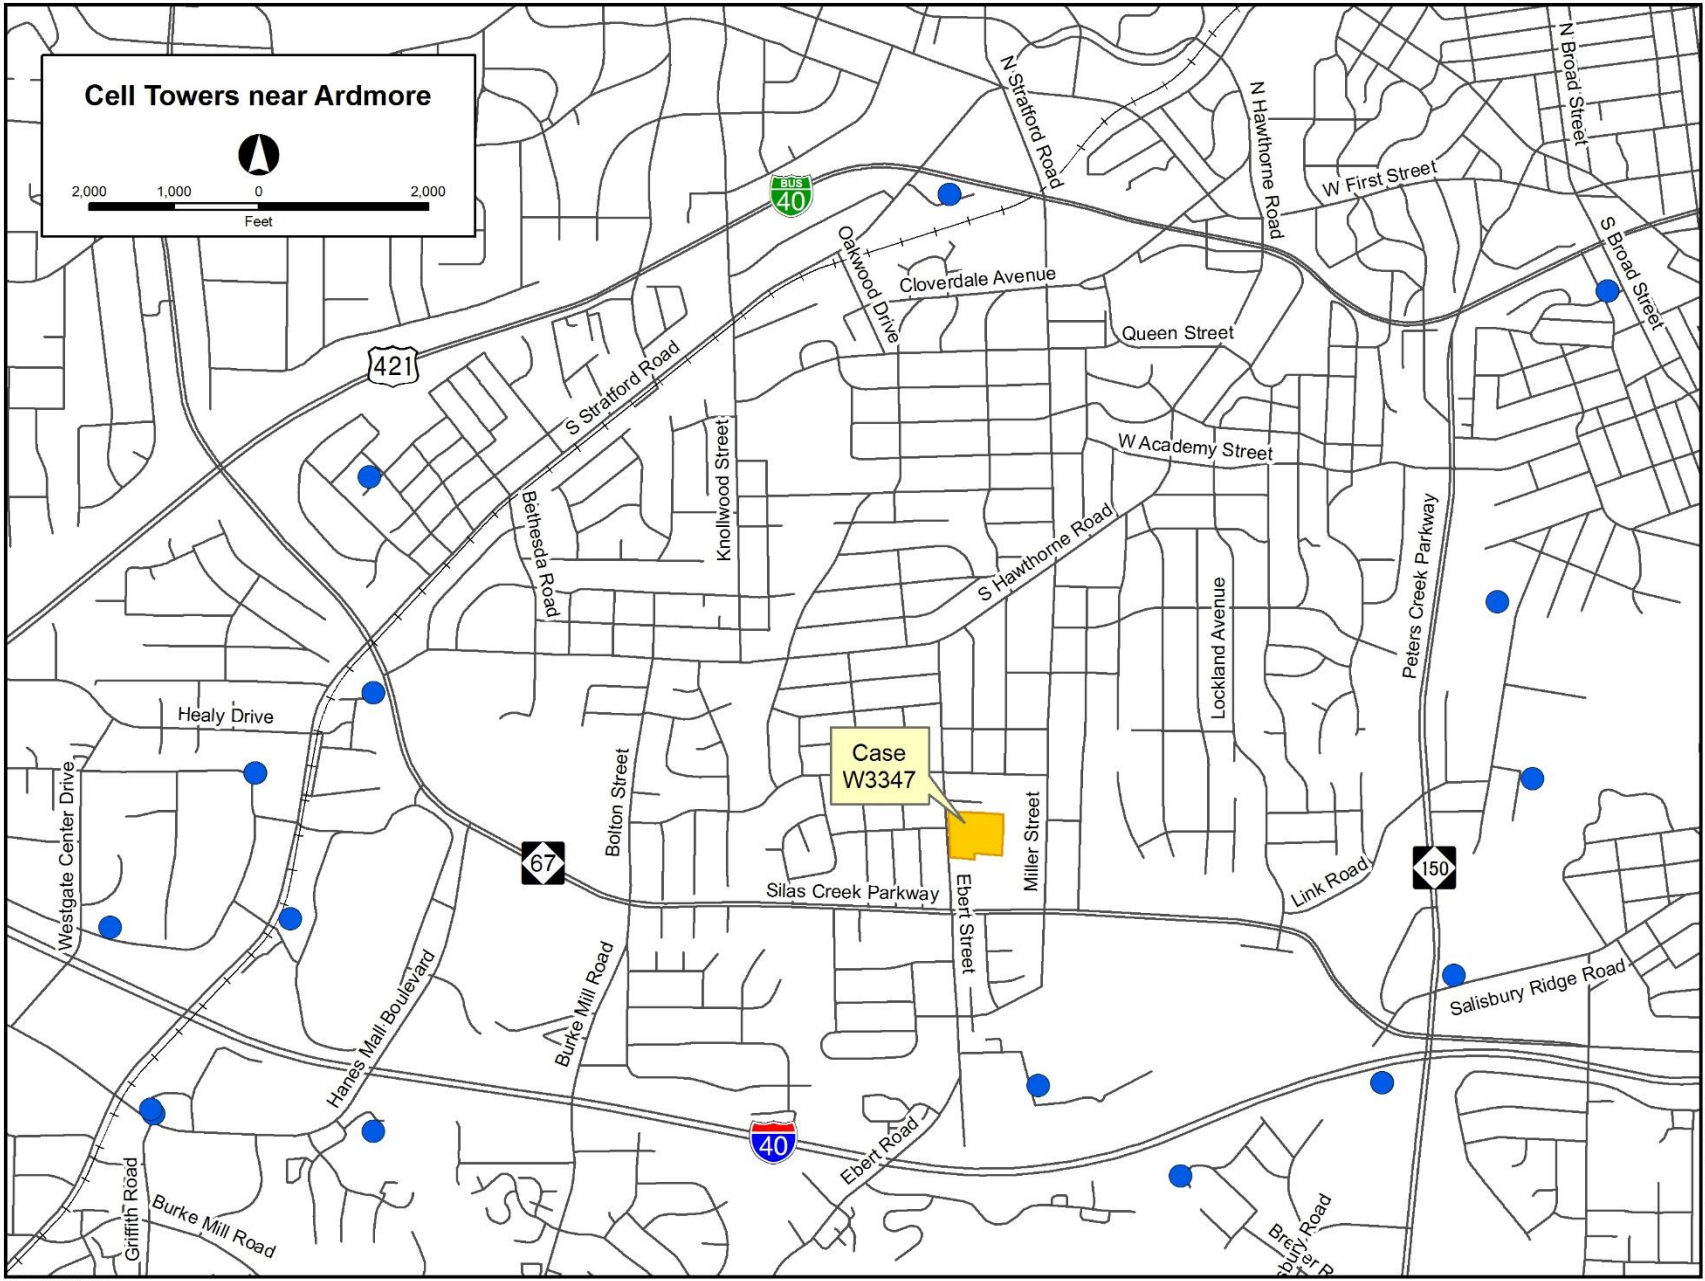 Cell Towers near Ardmore
2,000 1,000 0 2,000
Feet
N Stratford Road
N Hawthorne Road
N Broad Street
W First Street
S Broad Street
BUS
40
Oakwood Drive
Cloverdale Avenue
Queen Street
421
S Stratford Road
Knollwood Street
W Academy Street
Bethesda Road
S Hawthorne Road
Lockland Avenue
Peters Creek Parkway
Healy Drive
Westgate Center Drive
Bolton Street
Case
W3347
Miller Street
67
Silas Creek Parkway
Ebert Street
Link Road
150
Hanes Mall Boulevard
Burke Mill Road
Salisbury Ridge Road
40
Ebert Road
Griffith Road
Burke Mill Road